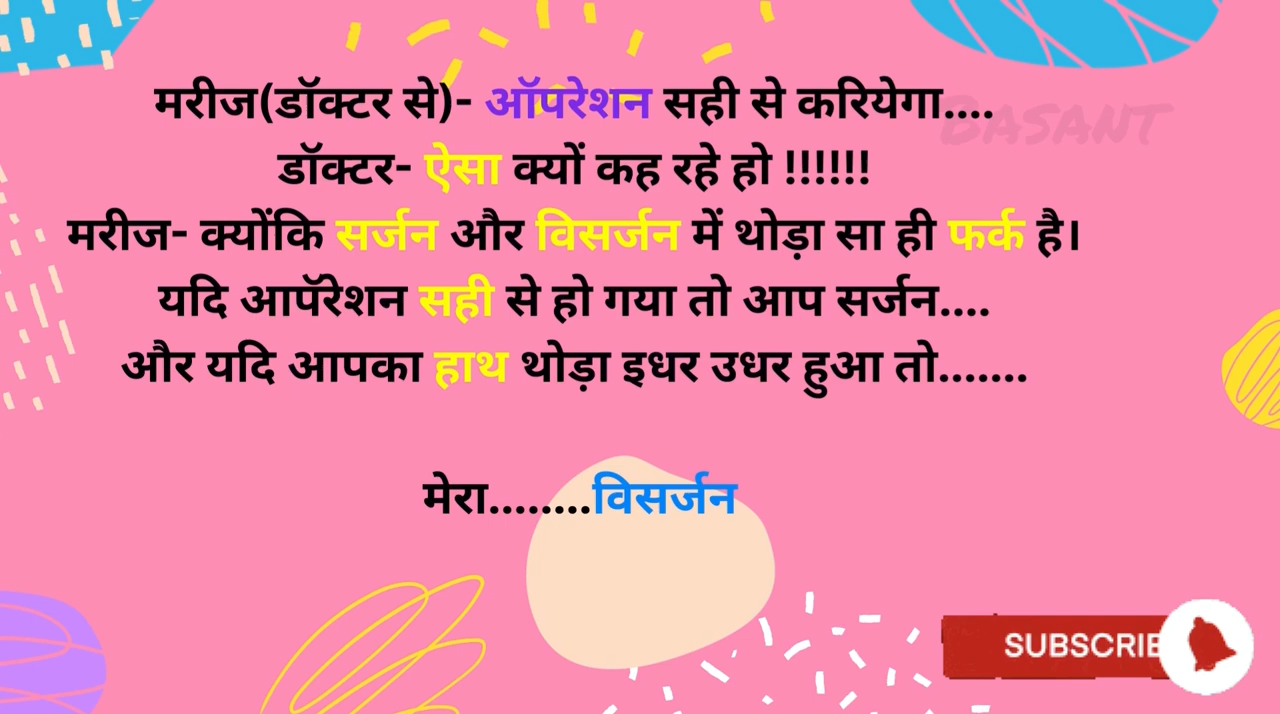 BASANT
मरीज(डॉक्टर से)- ऑपरेशन सही से करियेगा....
डॉक्टर- ऐसा क्यों कह रहे हो !!!!!!
मरीज- क्योंकि सर्जन और विसर्जन में थोड़ा सा ही फर्क है।
यदि आपॅरेशन सही से हो गया तो आप सर्जन....
और यदि आपका हाथ थोड़ा इधर उधर हुआ तो.......
मेरा........विसर्जन
SUBSCRIBE